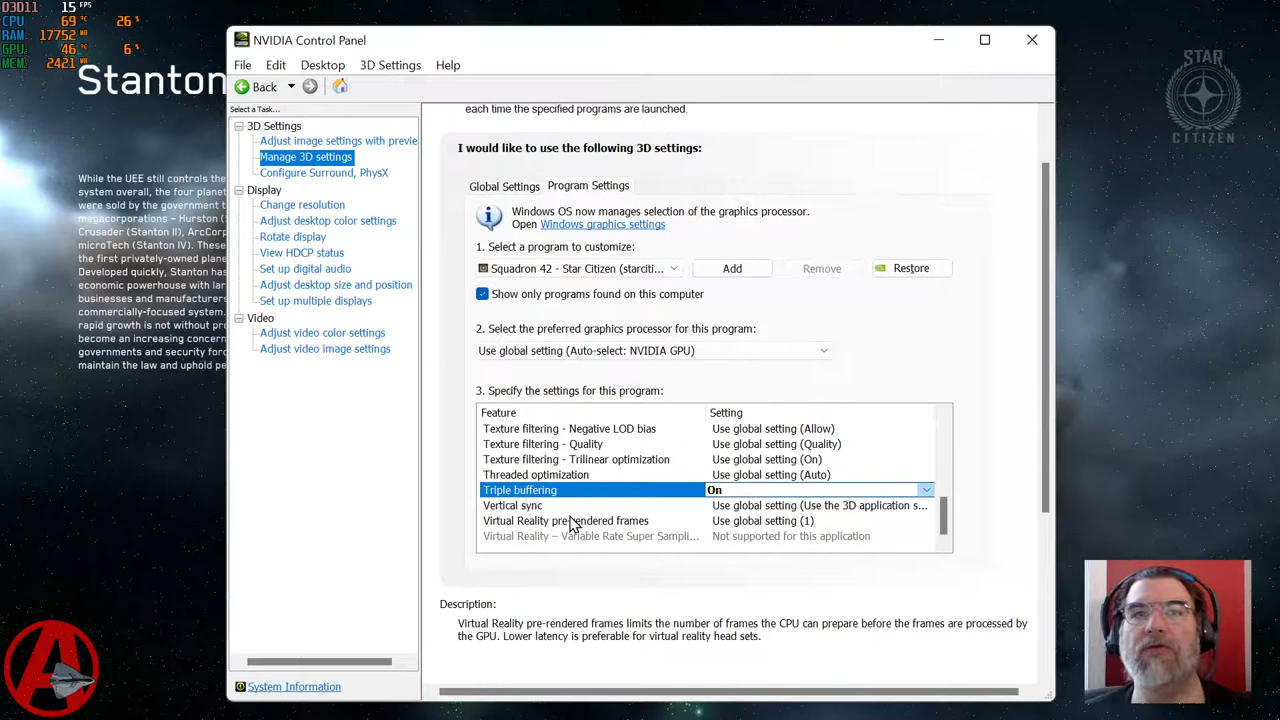 D3D11 15 FPS
CPU 69 °C 26 %
RAM 17752 MB
GPU 46 °C 6 %
MEM 2421 MB
Stanton
While the UEE still controls the
system overall, the four planet
were sold by the government t
megacorporations – Hurston (S
Crusader (Stanton II), ArcCorp
microTech (Stanton IV). These
the first privately-owned plane
Developed quickly, Stanton has
economic powerhouse with lar
businesses and manufacturers
commercially-focused system.
rapid growth is not without pr
become an increasing concern
governments and security forc
maintain the law and uphold pe
NVIDIA Control Panel
File Edit Desktop 3D Settings Help
Back
Select a Task...
3D Settings
Adjust image settings with previe
Manage 3D settings
Configure Surround, PhysX
Display
Change resolution
Adjust desktop color settings
Rotate display
View HDCP status
Set up digital audio
Adjust desktop size and position
Set up multiple displays
Video
Adjust video color settings
Adjust video image settings
System Information
each time the specified programs are launched.
I would like to use the following 3D settings:
Global Settings Program Settings
Windows OS now manages selection of the graphics processor.
Open Windows graphics settings
1. Select a program to customize:
Squadron 42 - Star Citizen (starciti... Add Remove Restore
Show only programs found on this computer
2. Select the preferred graphics processor for this program:
Use global setting (Auto-select: NVIDIA GPU)
3. Specify the settings for this program:
Feature Setting
Texture filtering - Negative LOD bias Use global setting (Allow)
Texture filtering - Quality Use global setting (Quality)
Texture filtering - Trilinear optimization Use global setting (On)
Threaded optimization Use global setting (Auto)
Triple buffering On
Vertical sync Use global setting (Use the 3D application s...
Virtual Reality pre-rendered frames Use global setting (1)
Virtual Reality – Variable Rate Super Sampli... Not supported for this application
Description:
Virtual Reality pre-rendered frames limits the number of frames the CPU can prepare before the frames are processed by
the GPU. Lower latency is preferable for virtual reality head sets.
STAR
CITIZEN